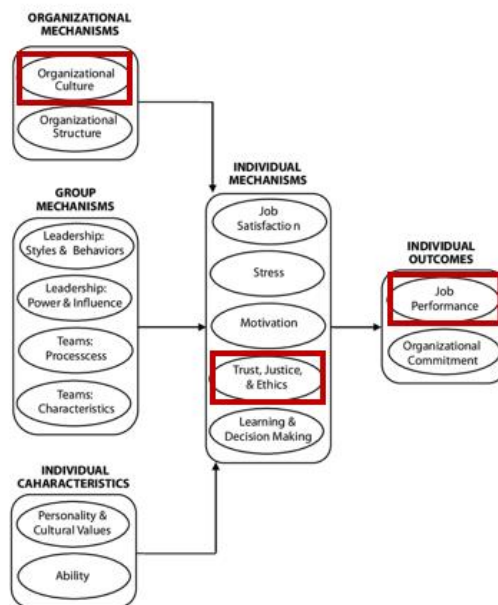 ORGANIZATIONAL
MECHANISMS
Organizational
Culture
Organizational
Structure
GROUP
MECHANISMS
Leadership:
Styles & Behaviors
Leadership:
Power & Influence
Teams:
Processcess
Teams:
Characteristics
INDIVIDUAL
CAHARACTERISTICS
Personality &
Cultural Values
Ability
INDIVIDUAL
MECHANISMS
Job
Satisfaction
Stress
Motivation
Trust, Justice,
& Ethics
Learning &
Decision Making
INDIVIDUAL
OUTCOMES
Job
Performance
Organizational
Commitment